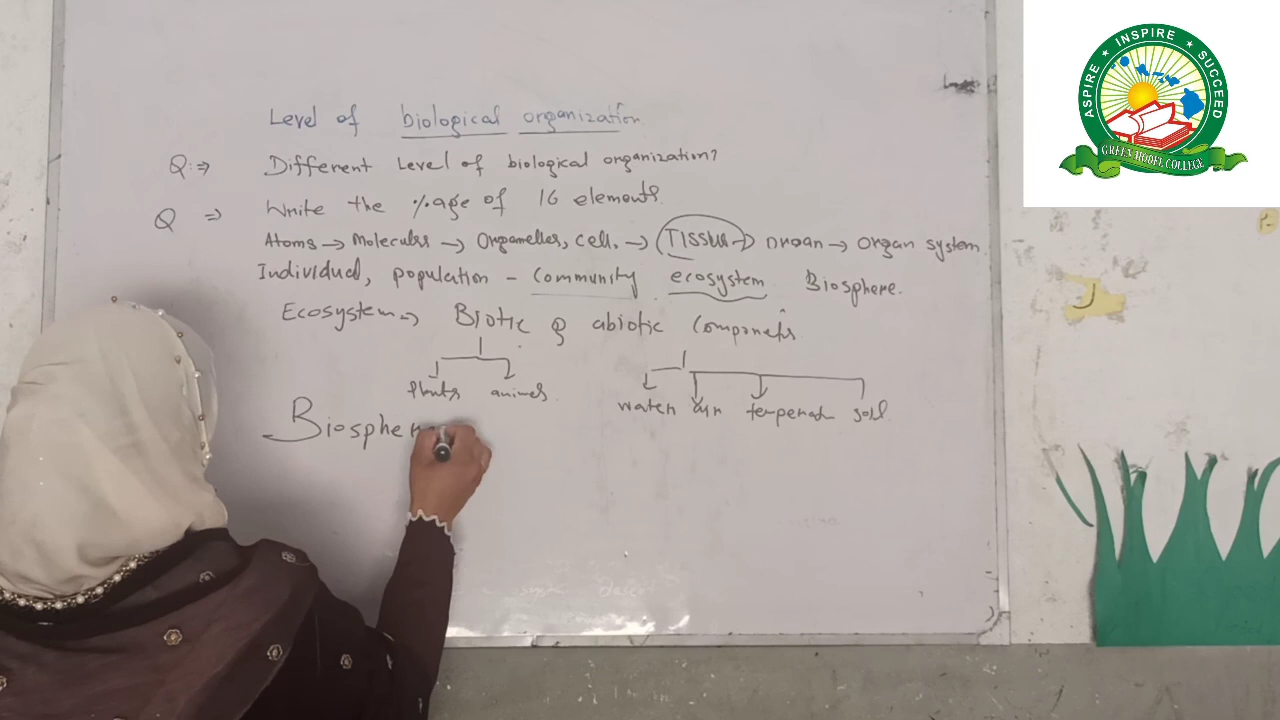 ASPIRE ★ INSPIRE ★ SUCCEED
GREEN MODEL COLLEGE
Level of biological organization
Q:⇒ Different Level of biological organization?
Q ⇒ Write the %age of 16 elements.
Atoms → Molecules → Organelles, Cell, → Tissue → organ → Organ system
Individual, population – Community ecosystem Biosphere.
Ecosystem → Biotic & abiotic Components
plants animals
water air temperature soil
Biospher